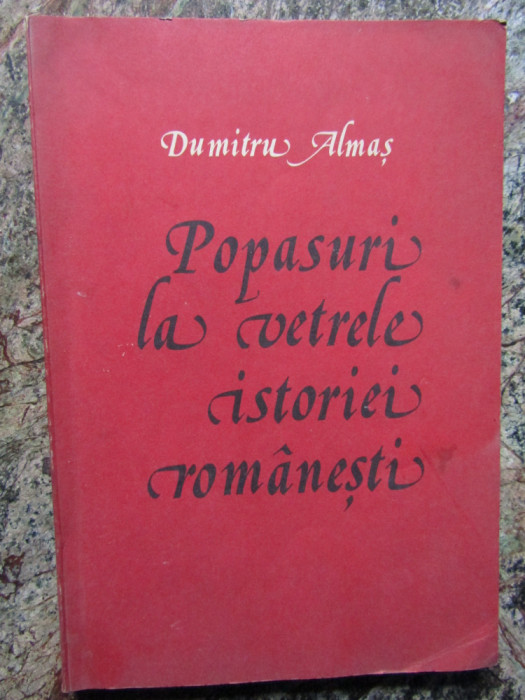 Dumitru Almaș
Popasuri
la vetrele
istoriei
românești